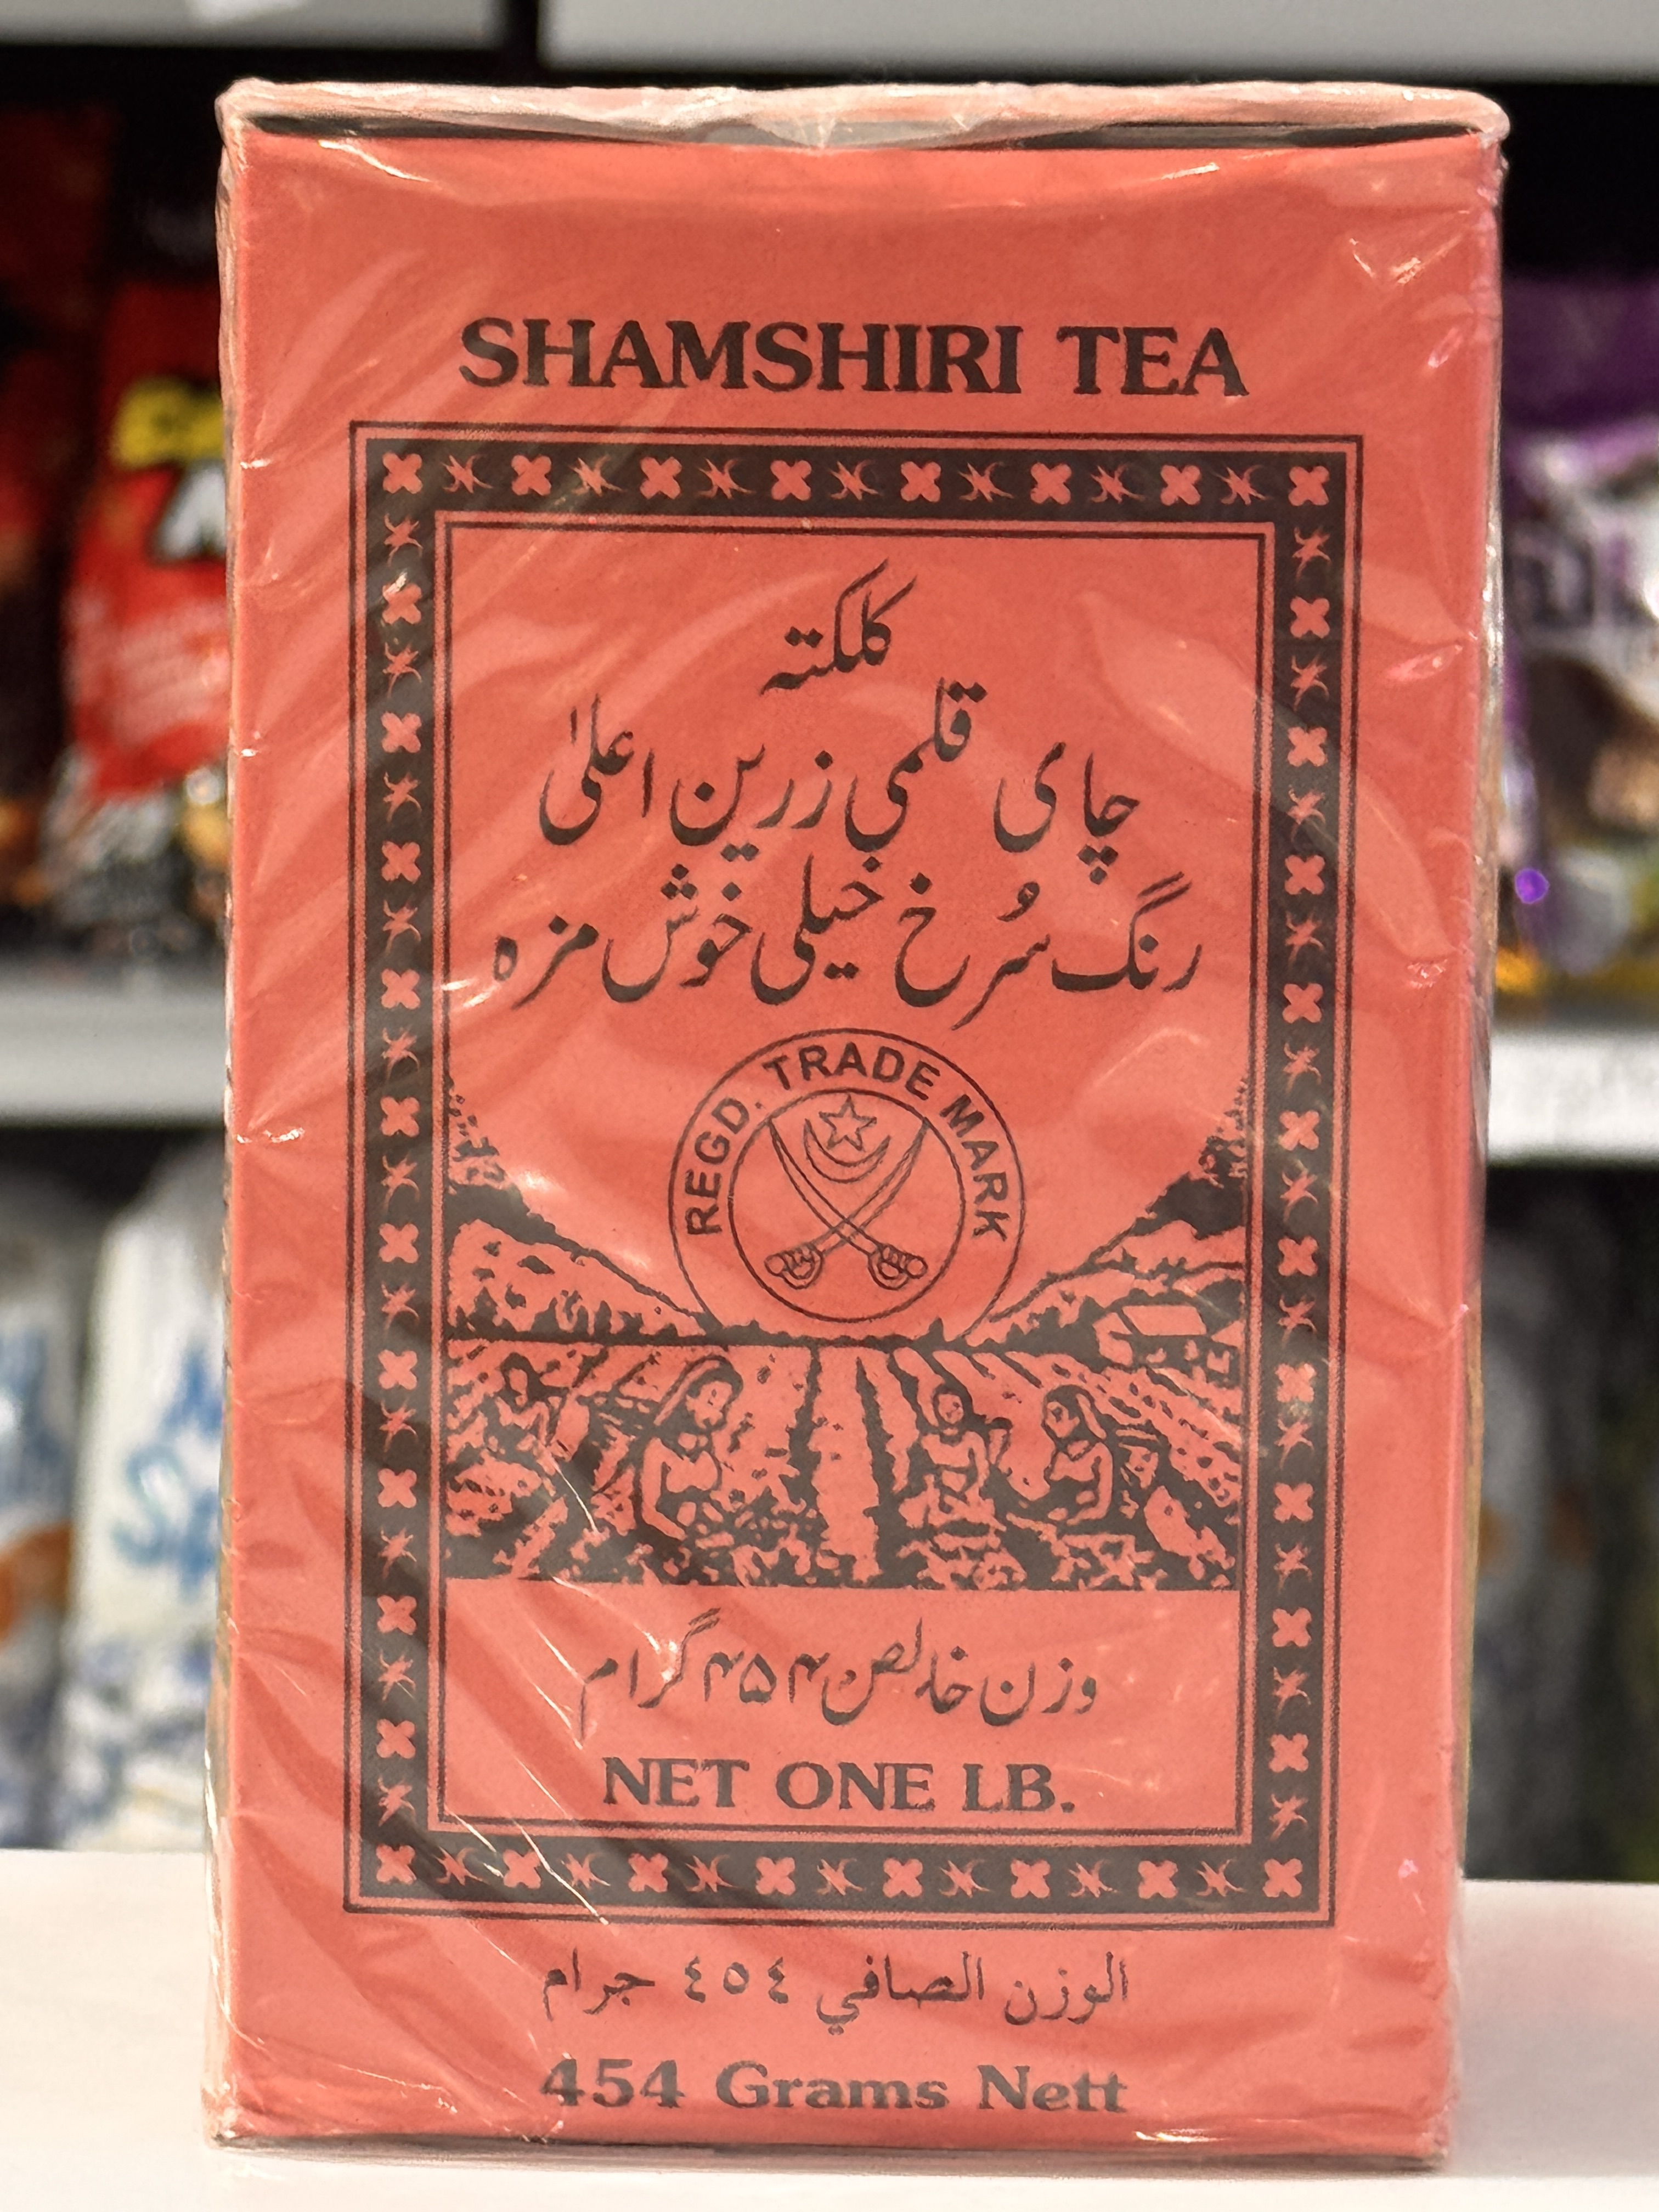 SHAMSHIRI TEA
کلکته
چای قلمی زرین اعلیٰ
رنگ سُرخ خیلی خوش مزه
REGD. TRADE MARK
وزن خالص ۴۵۴ گرام
NET ONE LB.
الوزن الصافي ٤٥٤ جرام
454 Grams Nett